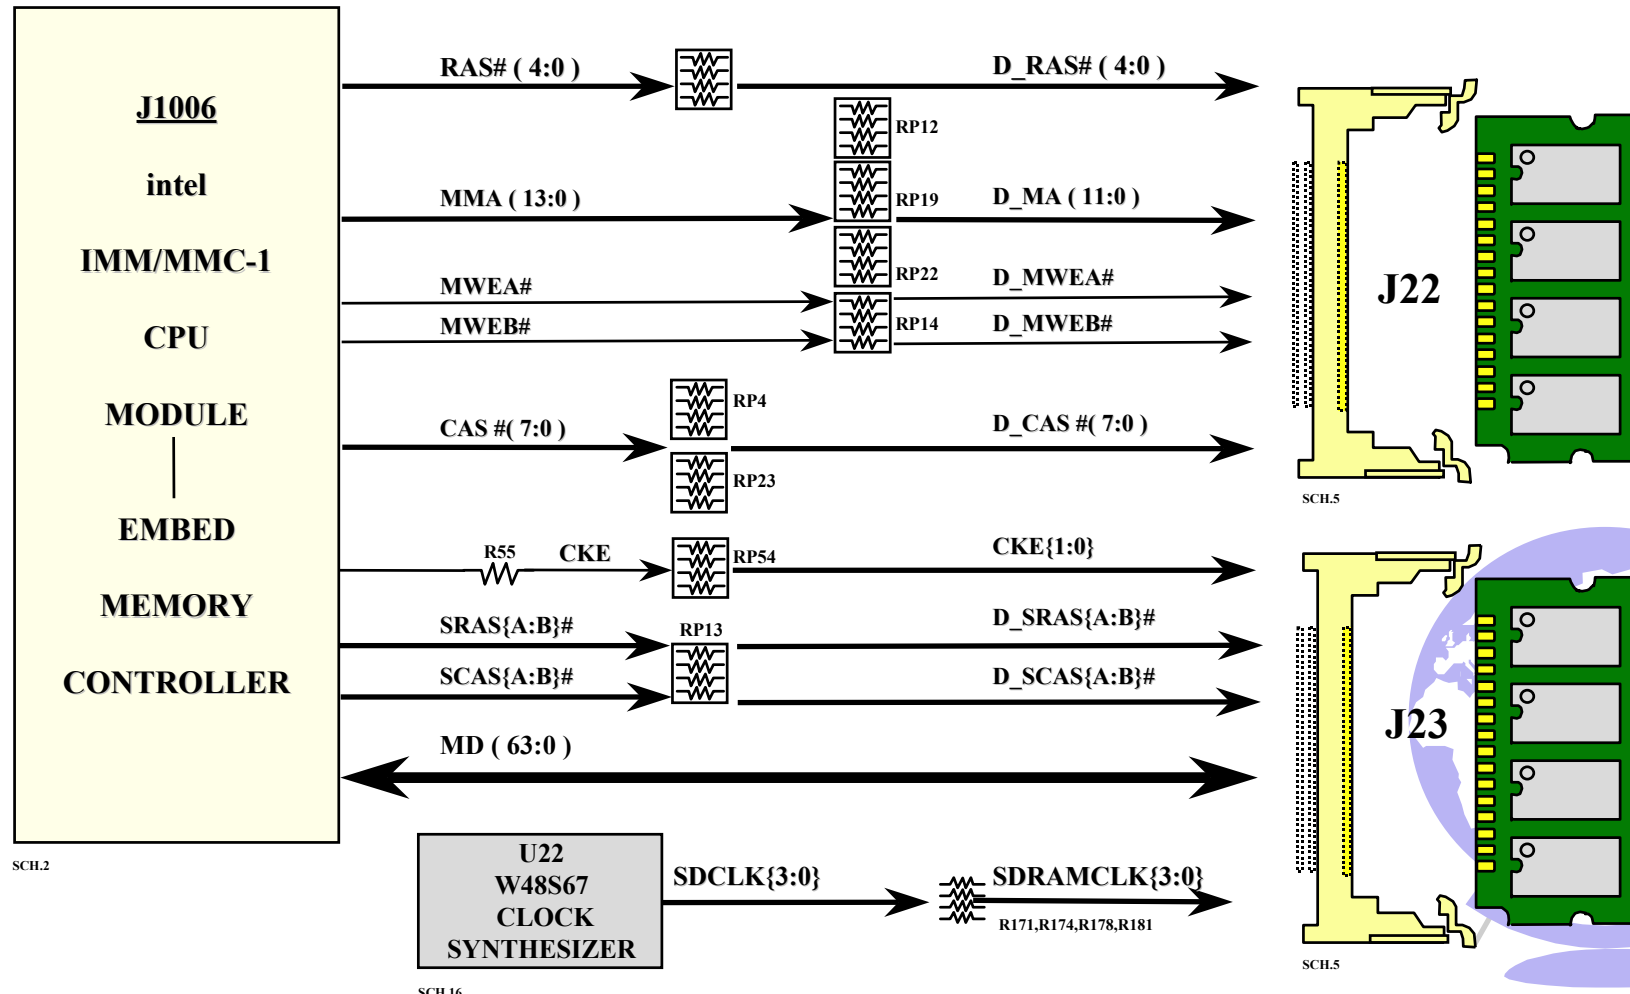 J1006
intel
IMM/MMC-1
CPU
MODULE
EMBED
MEMORY
CONTROLLER
SCH.2
RAS# ( 4:0 )
D_RAS# ( 4:0 )
RP12
MMA ( 13:0 )
RP19
D_MA ( 11:0 )
RP22
MWEA#
D_MWEA#
MWEB#
RP14
D_MWEB#
RP4
CAS #( 7:0 )
D_CAS #( 7:0 )
RP23
R55
CKE
RP54
CKE{1:0}
SRAS{A:B}#
RP13
D_SRAS{A:B}#
SCAS{A:B}#
D_SCAS{A:B}#
MD ( 63:0 )
U22
W48S67
CLOCK
SYNTHESIZER
SCH.16
SDCLK{3:0}
SDRAMCLK{3:0}
R171,R174,R178,R181
J22
SCH.5
J23
SCH.5